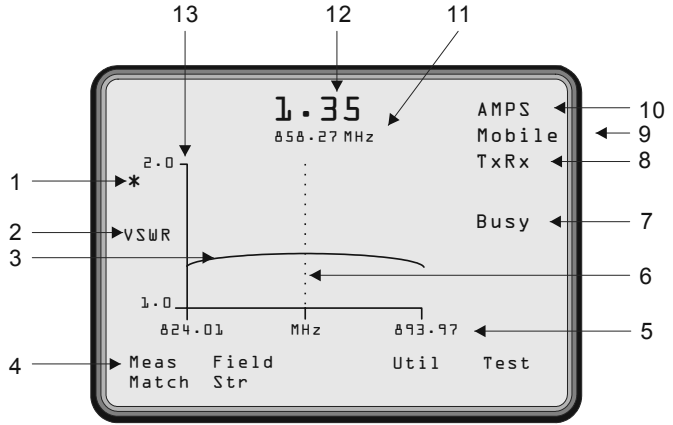 13 12 11
1.35
858.27 MHz
AMPS 10
Mobile 9
TxRx 8
2.0
1 *
Busy 7
2 VSWR
3
6
1.0
824.01 MHz 893.97 5
4 Meas Field Util Test
Match Str